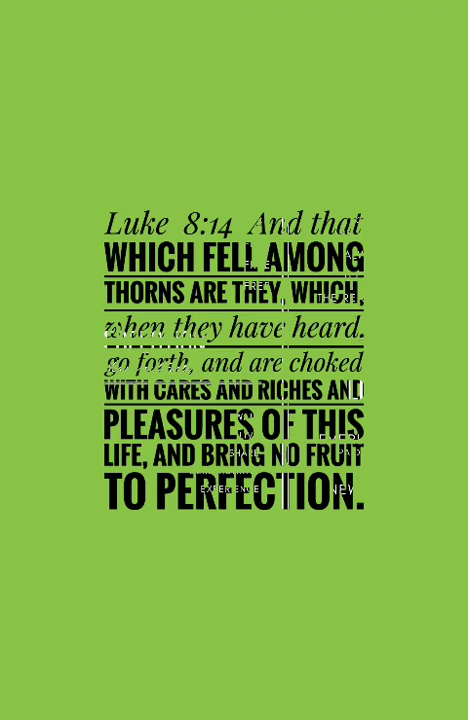 Luke 8:14 And that
WHICH FELL AMONG
THORNS ARE THEY, WHICH,
when they have heard.
go forth, and are choked
WITH CARES AND RICHES AND
PLEASURES OF THIS
LIFE, AND BRING NO FRUIT
TO PERFECTION.